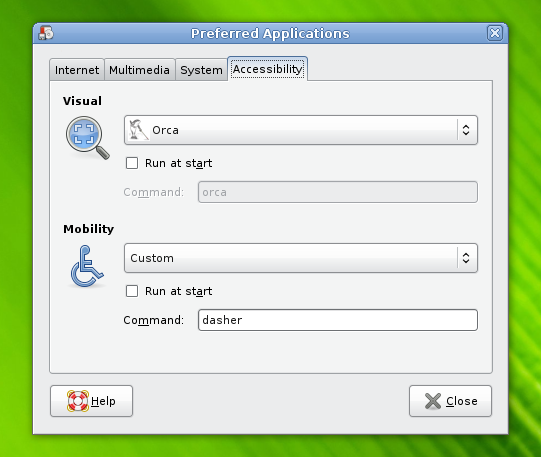 Preferred Applications
Internet Multimedia System Accessibility
Visual
Orca
Run at start
Command: orca
Mobility
Custom
Run at start
Command: dasher
Help Close